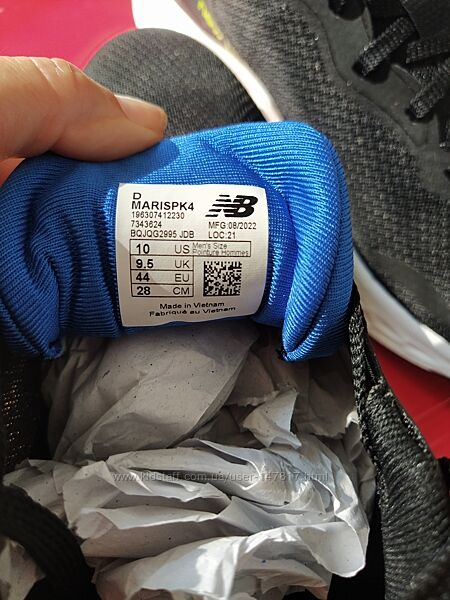 D
MARISPK4
196307412230
7343624
BQJQG2995 JDB
NB
MFG:08/2022
LOC:21
10 US Men's Size
9.5 UK Pointure Hommes
44 EU
28 CM
Made in Vietnam
Fabriqué au Vietnam